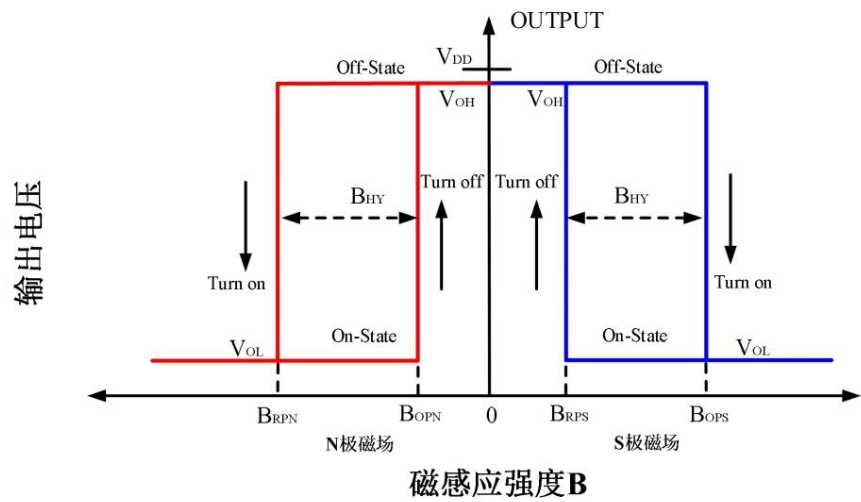 OUTPUT
VDD
Off-State
Off-State
VOH
VOH
BHY
Turn off
Turn off
BHY
Turn on
Turn on
输出电压
VOL
On-State
On-State
VOL
BRPN
BOPN
0
BRPS
BOPS
N极磁场
S极磁场
磁感应强度B